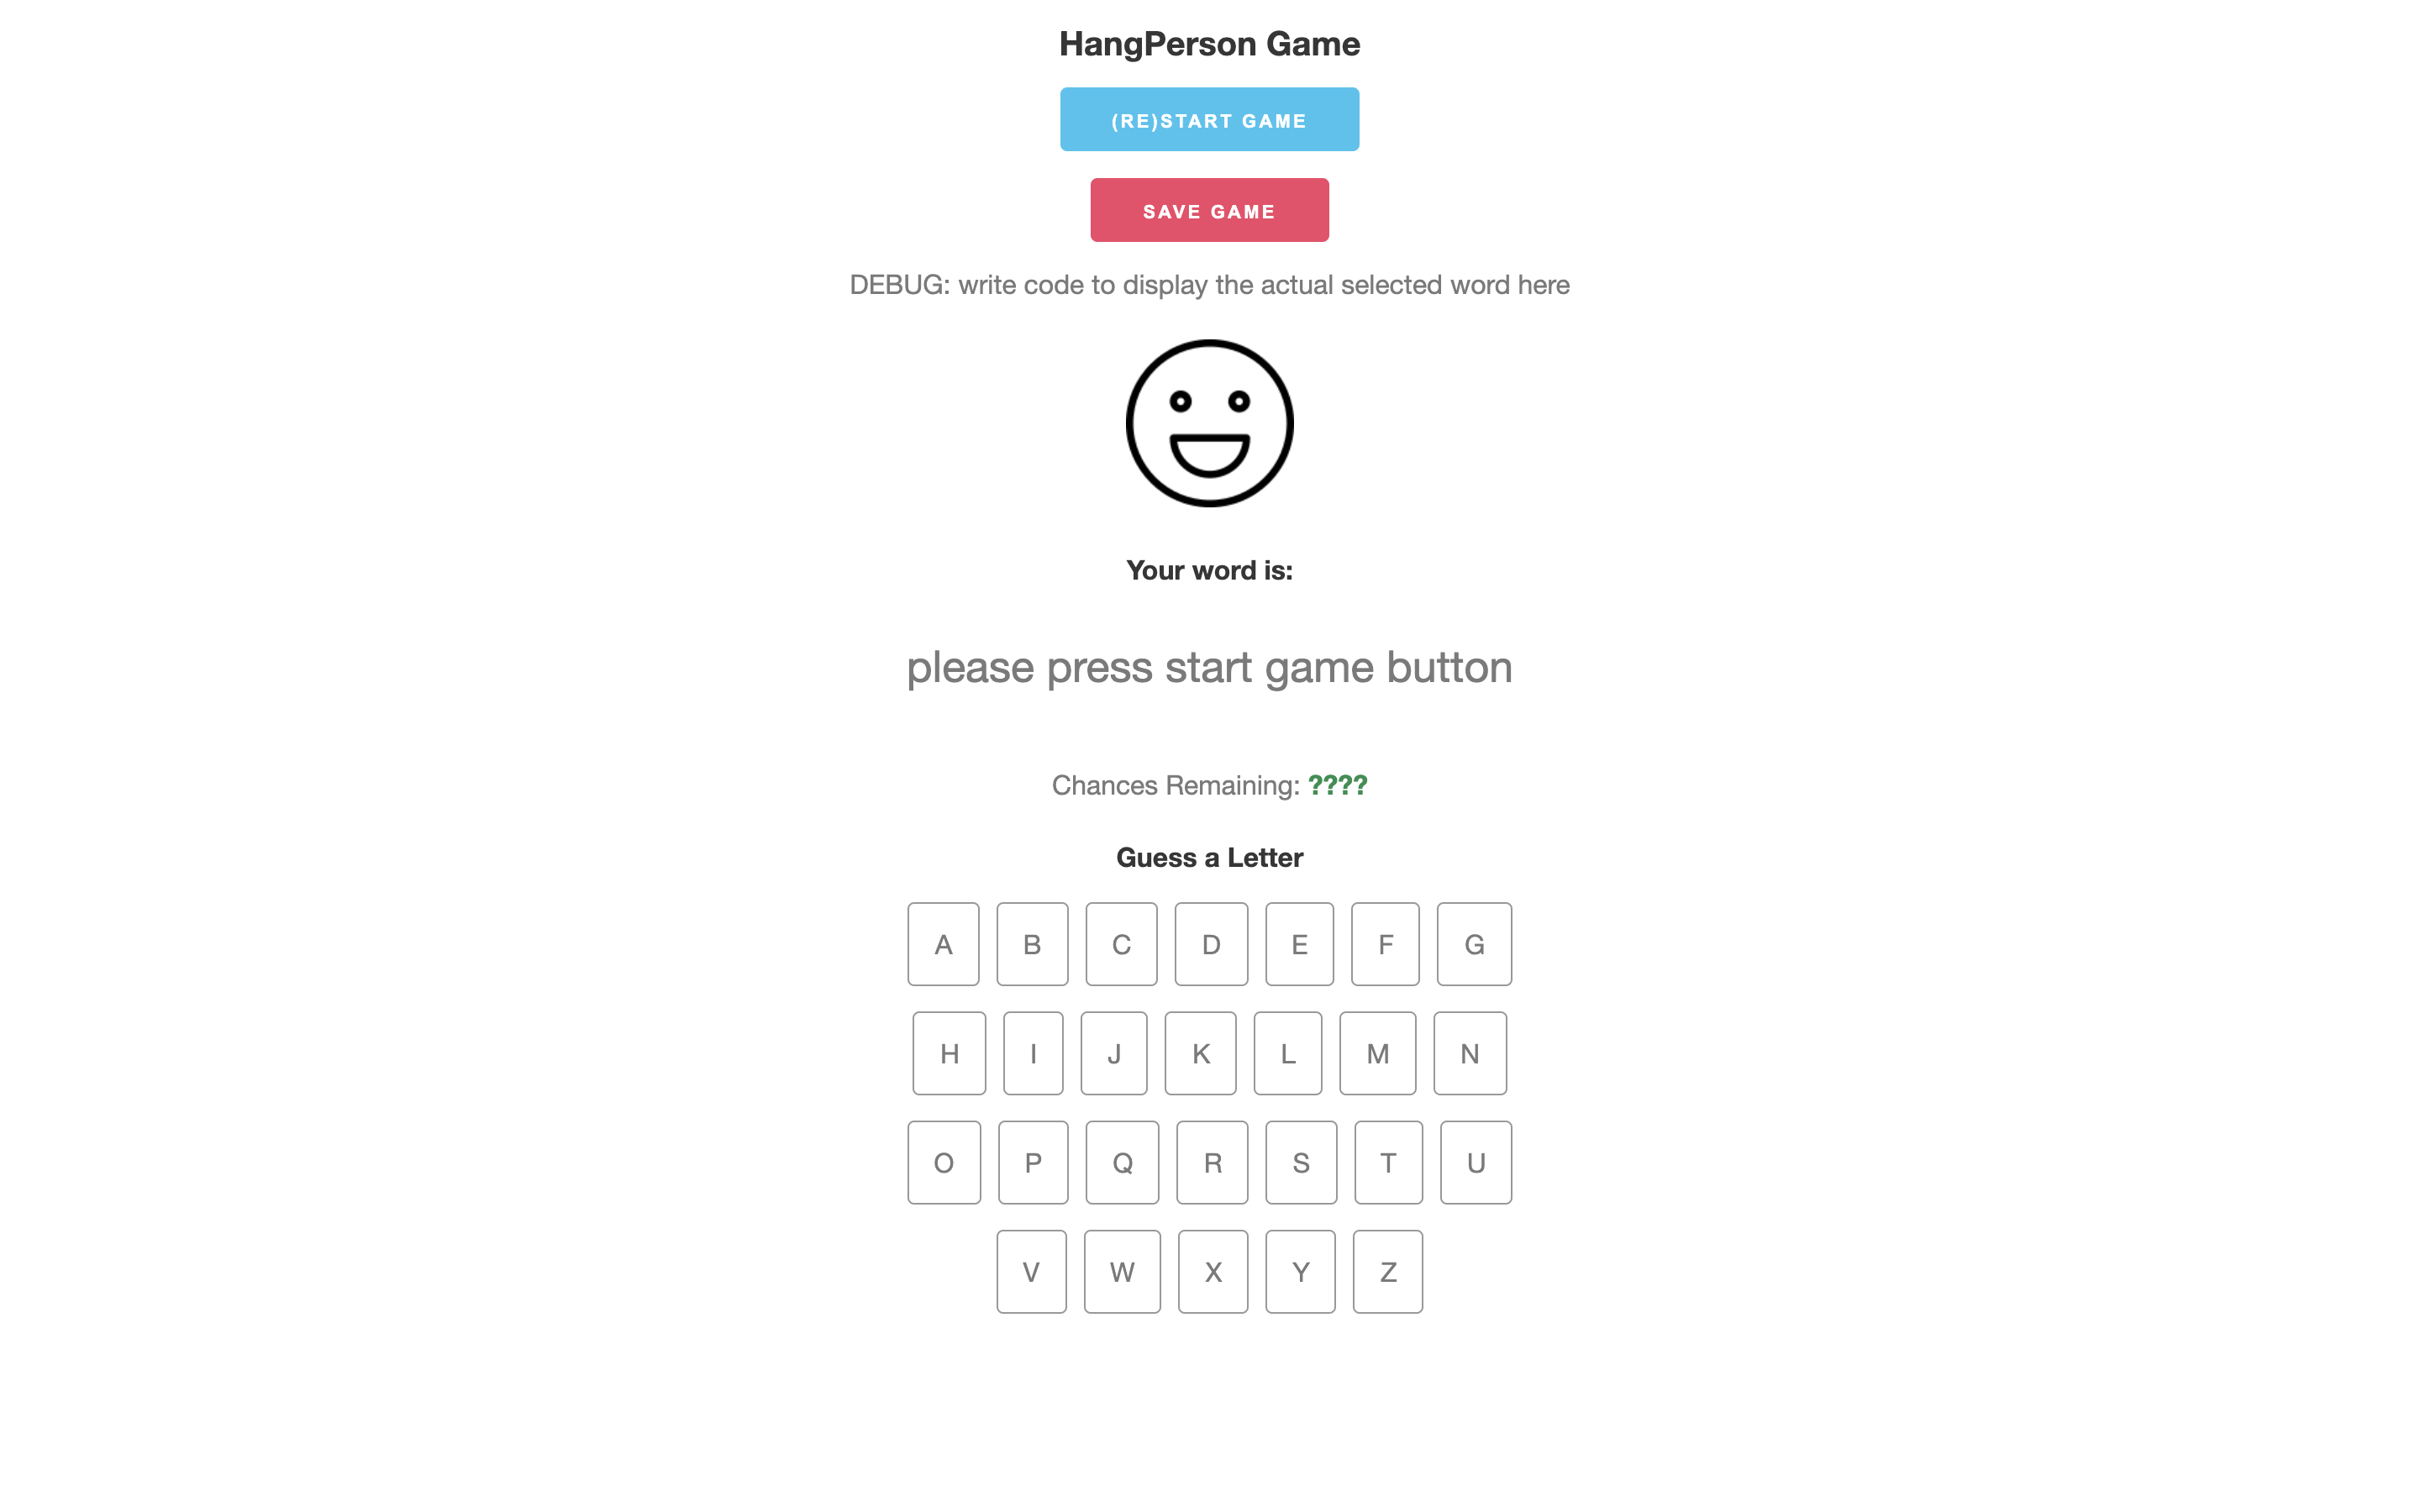 HangPerson Game
(RE)START GAME
SAVE GAME
DEBUG: write code to display the actual selected word here
Your word is:
please press start game button
Chances Remaining: ????
Guess a Letter
A B C D E F G
H I J K L M N
O P Q R S T U
V W X Y Z